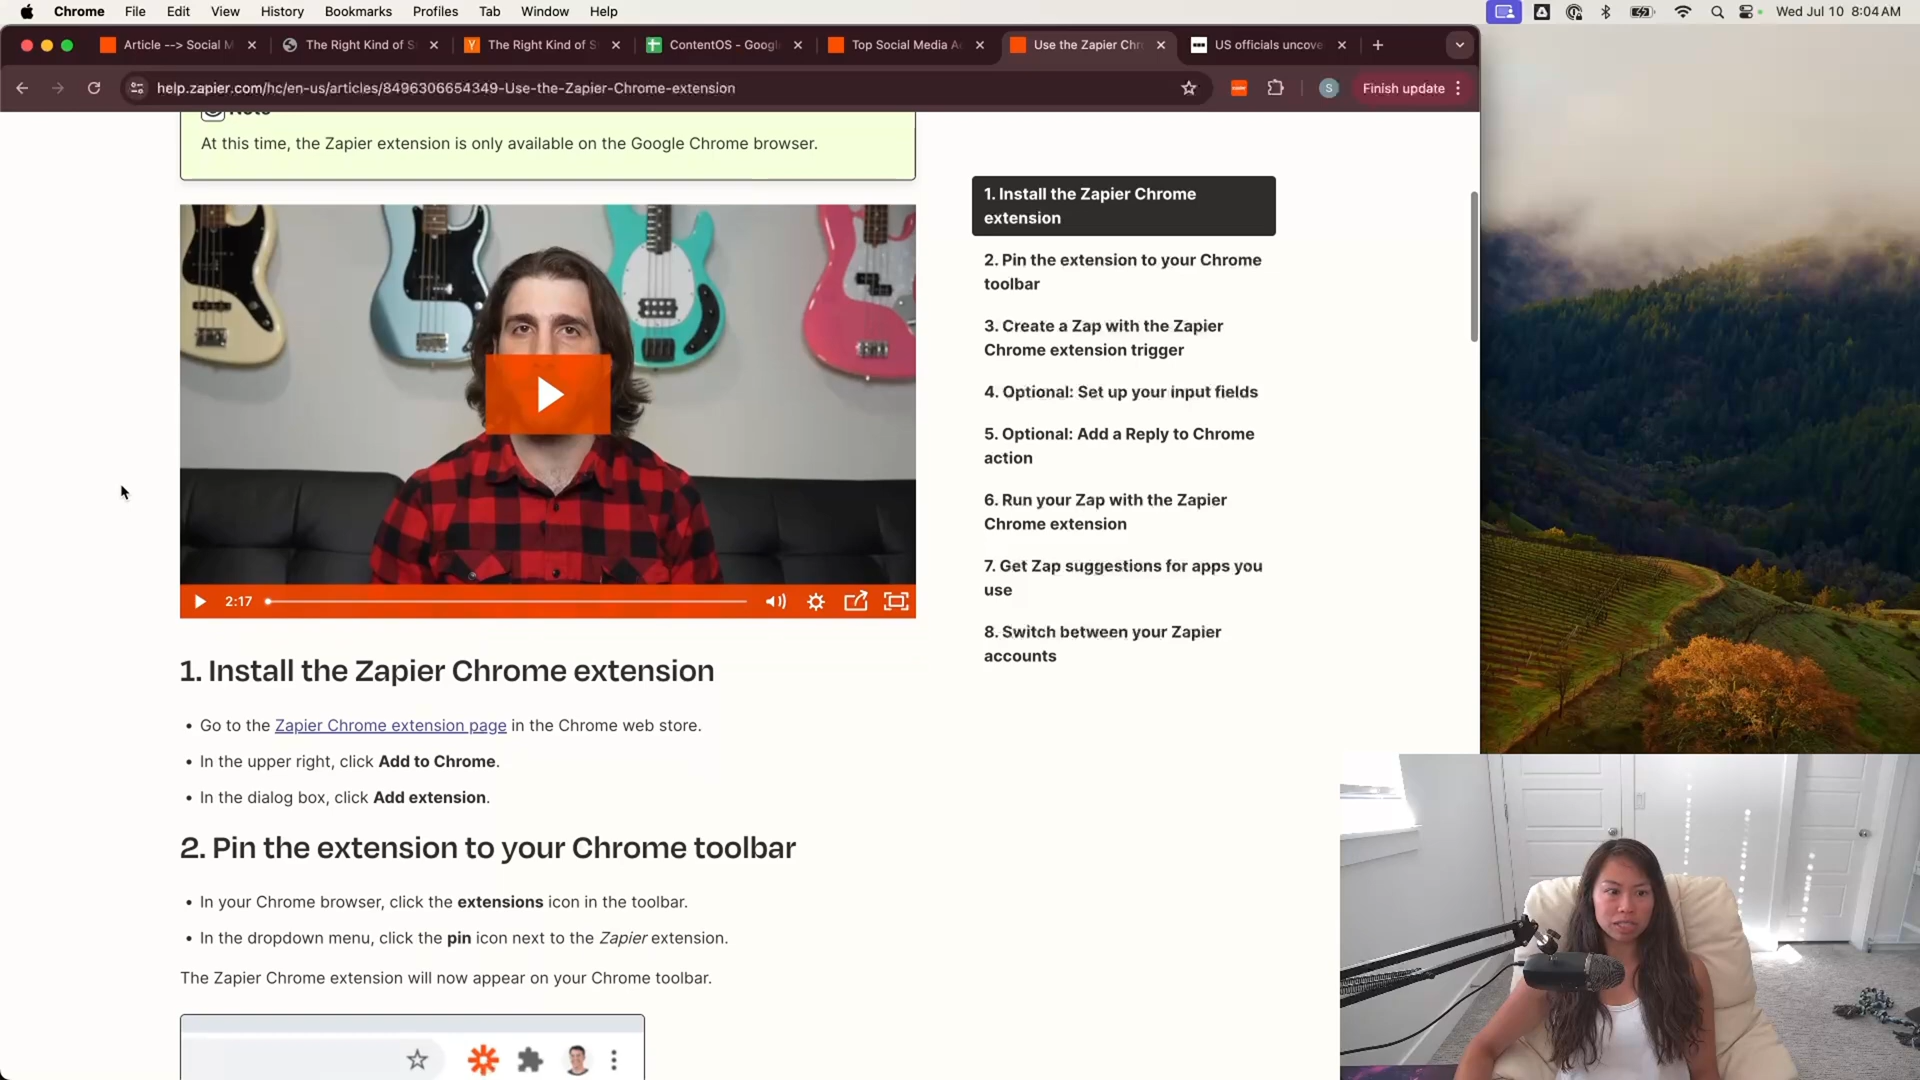 Chrome File Edit View History Bookmarks Profiles Tab Window Help Wed Jul 10 8:04 AM
Article --> Social M The Right Kind of S The Right Kind of S ContentOS - Googl Top Social Media A Use the Zapier Chr US officials uncove
help.zapier.com/hc/en-us/articles/8496306654349-Use-the-Zapier-Chrome-extension S Finish update
At this time, the Zapier extension is only available on the Google Chrome browser.
1. Install the Zapier Chrome
extension
2. Pin the extension to your Chrome
toolbar
3. Create a Zap with the Zapier
Chrome extension trigger
4. Optional: Set up your input fields
5. Optional: Add a Reply to Chrome
action
6. Run your Zap with the Zapier
Chrome extension
7. Get Zap suggestions for apps you
use
8. Switch between your Zapier
accounts
2:17
1. Install the Zapier Chrome extension
• Go to the Zapier Chrome extension page in the Chrome web store.
• In the upper right, click Add to Chrome.
• In the dialog box, click Add extension.
2. Pin the extension to your Chrome toolbar
• In your Chrome browser, click the extensions icon in the toolbar.
• In the dropdown menu, click the pin icon next to the Zapier extension.
The Zapier Chrome extension will now appear on your Chrome toolbar.